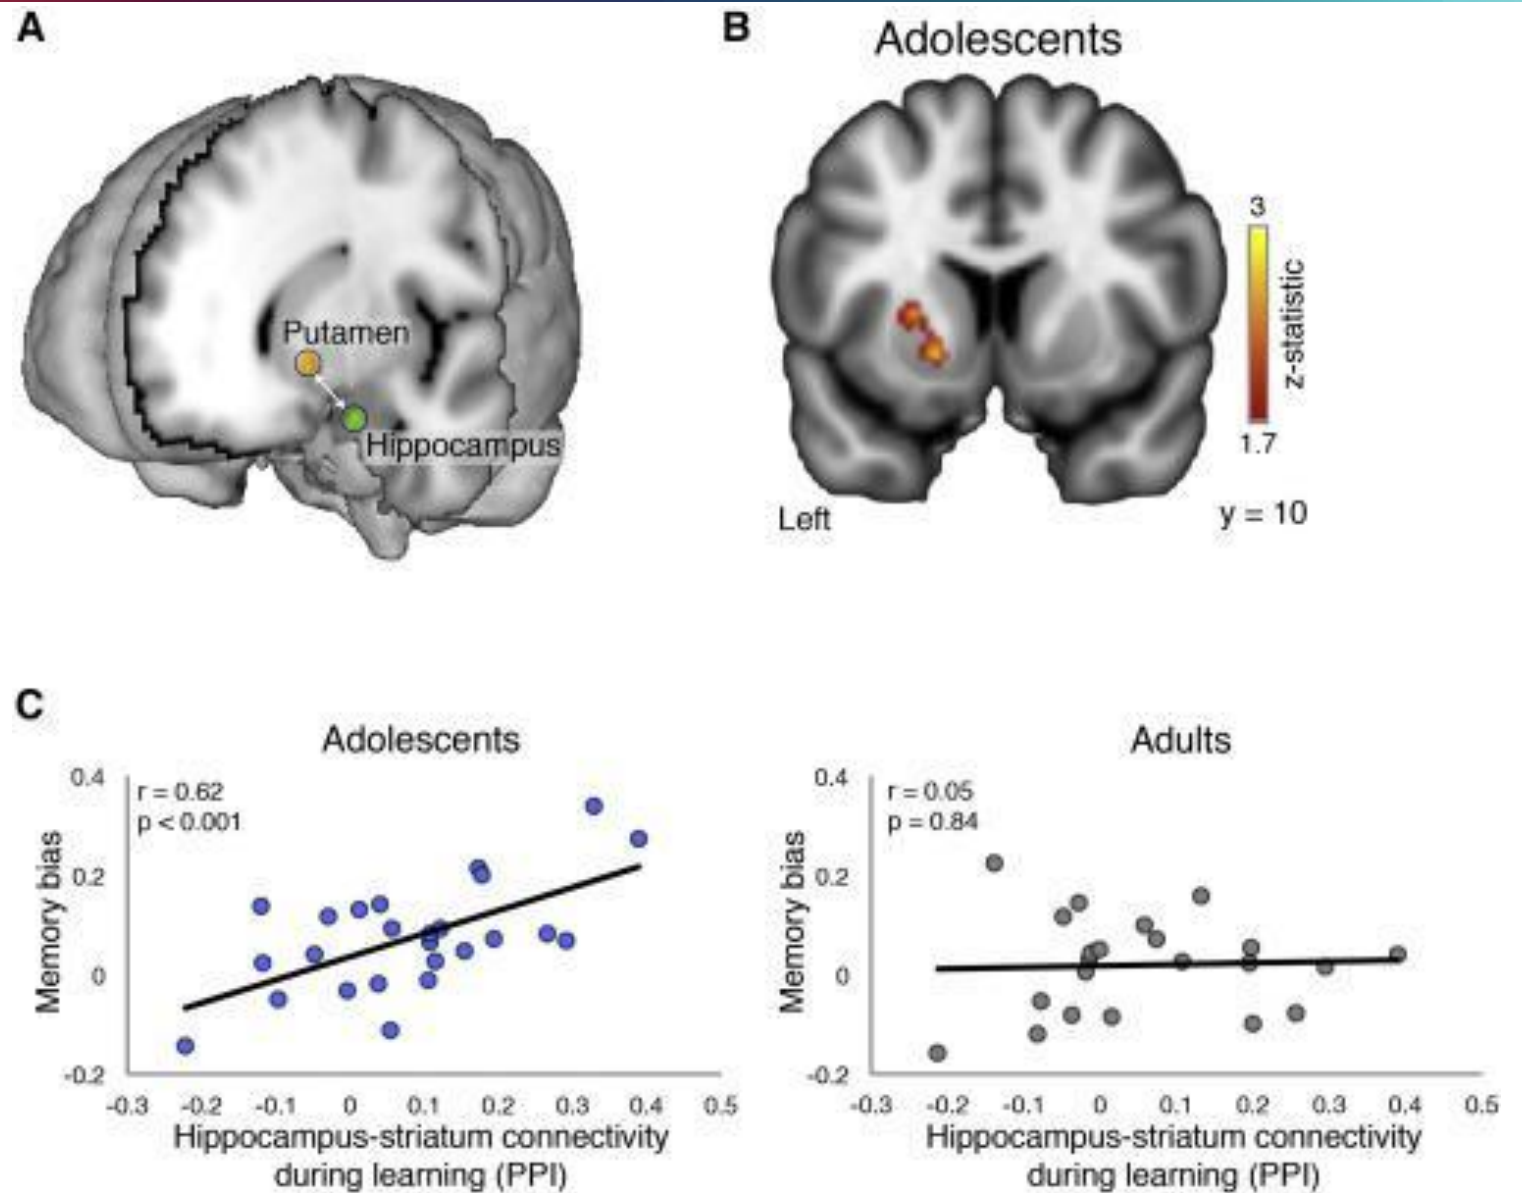 A
Putamen
Hippocampus
B
Adolescents
3
z-statistic
1.7
Left
y = 10
C
Adolescents
r = 0.62
p < 0.001
0.4
0.2
0
-0.2
Memory bias
-0.3 -0.2 -0.1 0 0.1 0.2 0.3 0.4 0.5
Hippocampus-striatum connectivity
during learning (PPI)
Adults
r = 0.05
p = 0.84
0.4
0.2
0
-0.2
Memory bias
-0.3 -0.2 -0.1 0 0.1 0.2 0.3 0.4 0.5
Hippocampus-striatum connectivity
during learning (PPI)